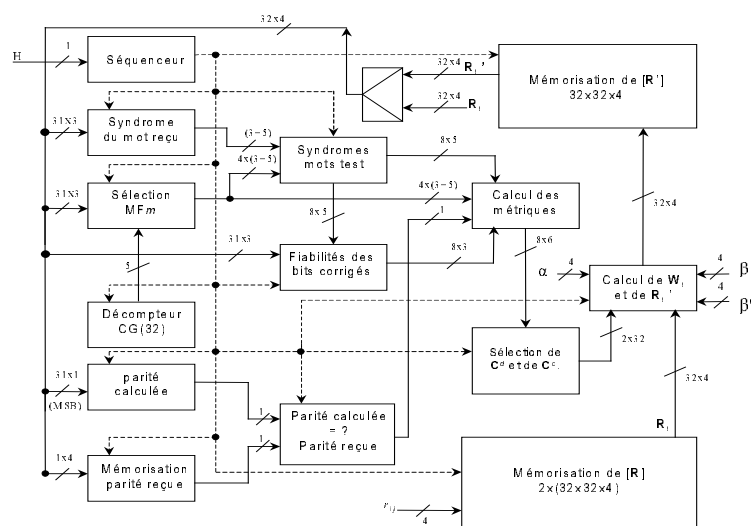 32x4
H
1
Séquenceur
32x4
R₁'
32x4
R₁
Mémorisation de [R']
32x32x4
31x3
Syndrome
du mot reçu
(3–5)
4x(3–5)
Syndromes
mots test
8x5
31x3
Sélection
MFm
4x(3–5)
1
Calcul des
métriques
32x4
8x5
31x3
Fiabilités des
bits corrigés
8x3
8x6
5
Décompteur
CG(32)
α
4
Calcul de W₁
et de R₁'
4
β
4
β'
2x32
Sélection de
Cᵈ et de Cᶜ.
32x4
31x1
(MSB)
parité
calculée
1
Parité calculée
= ?
Parité reçue
1
R₁
1x4
Mémorisation
parité reçue
Mémorisation de [R]
2x(32x32x4)
rᵢⱼ
4